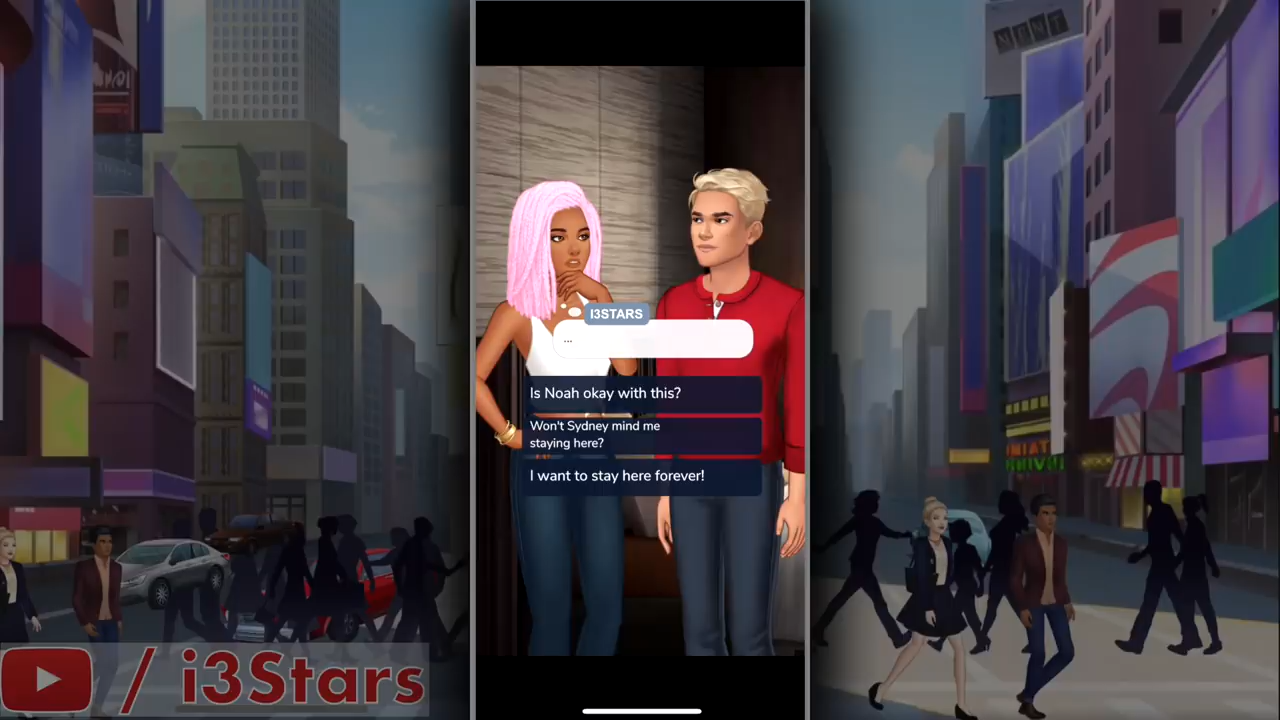 I3STARS
...
Is Noah okay with this?
Won't Sydney mind me
staying here?
I want to stay here forever!
/ i3Stars